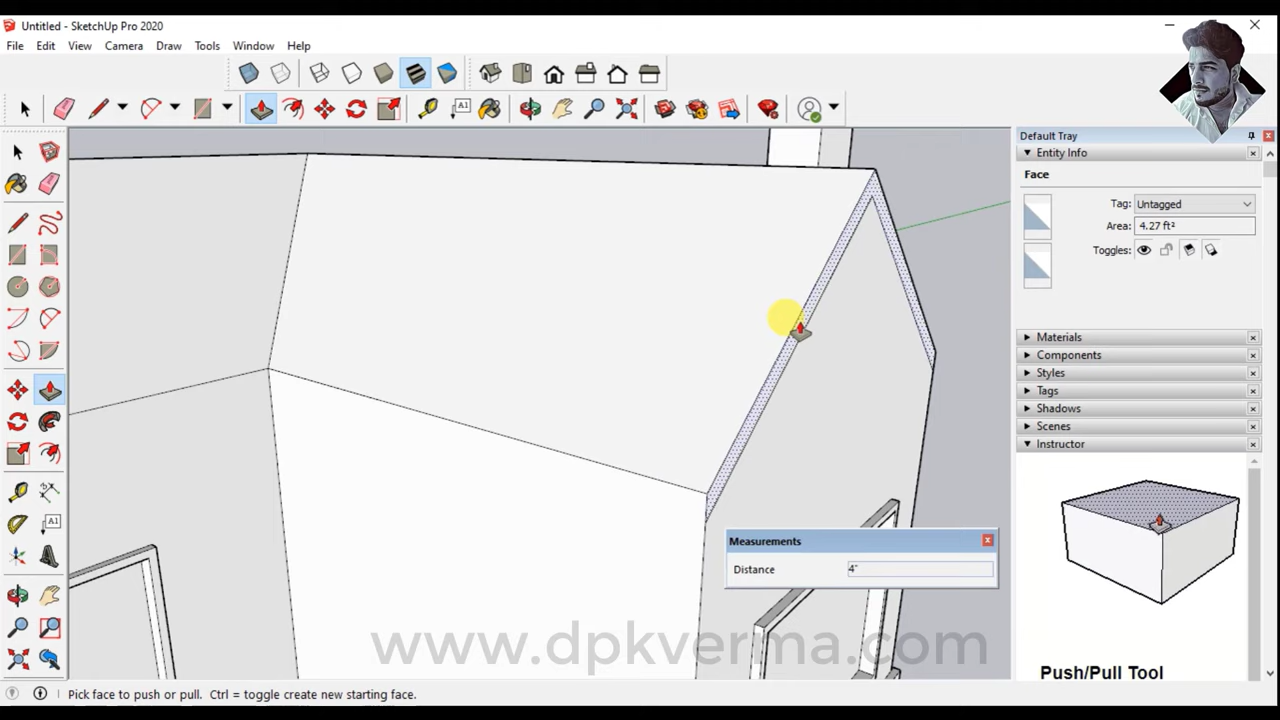 Untitled - SketchUp Pro 2020
File Edit View Camera Draw Tools Window Help
A1
Default Tray
Entity Info
Face
Tag: Untagged
Area: 4.27 ft²
Toggles:
Materials
Components
Styles
Tags
Shadows
Scenes
Instructor
A1
Measurements
Distance 4"
www.dpkverma.com
Push/Pull Tool
Pick face to push or pull. Ctrl = toggle create new starting face.